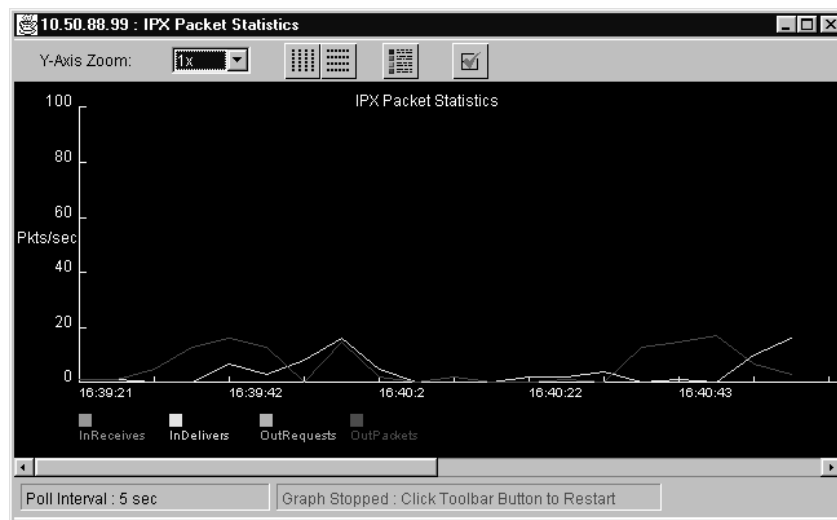 10.50.88.99 : IPX Packet Statistics
Y-Axis Zoom: 1x
IPX Packet Statistics
100
80
60
Pkts/sec
40
20
0
16:39:21 16:39:42 16:40:2 16:40:22 16:40:43
InReceives InDelivers OutRequests OutPackets
Poll Interval : 5 sec Graph Stopped : Click Toolbar Button to Restart